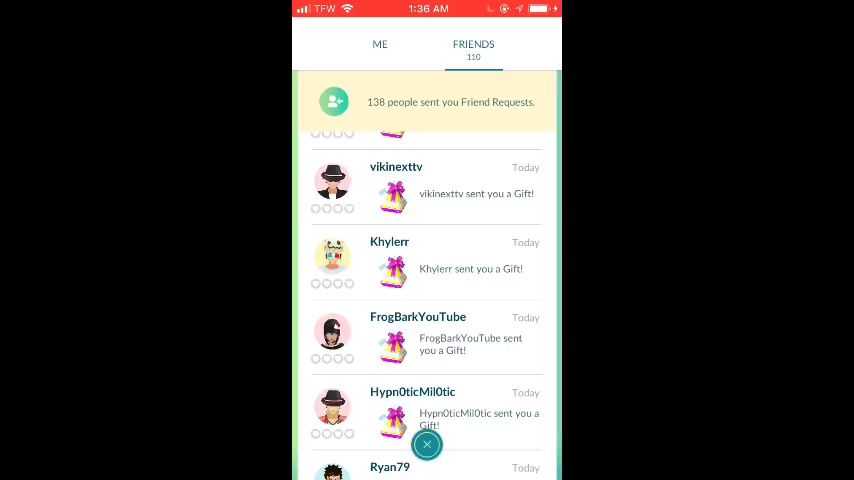 TFW 1:36 AM
ME FRIENDS
110
138 people sent you Friend Requests.
vikinexttv Today
vikinexttv sent you a Gift!
Khylerr Today
Khylerr sent you a Gift!
FrogBarkYouTube Today
FrogBarkYouTube sent
you a Gift!
Hypn0ticMil0tic Today
Hypn0ticMil0tic sent you a
Gift!
Ryan79 Today